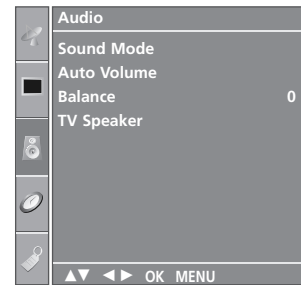 Audio
Sound Mode
Auto Volume
Balance 0
TV Speaker
▲▼ ◄► OK MENU